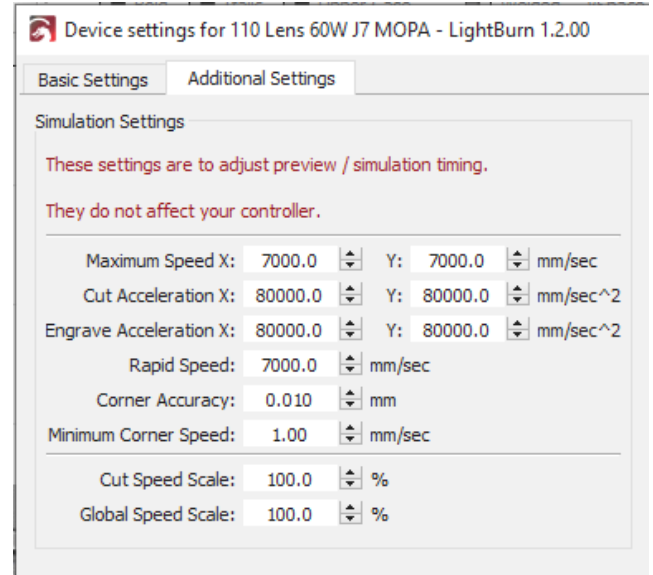 Device settings for 110 Lens 60W J7 MOPA - LightBurn 1.2.00
Basic Settings Additional Settings
Simulation Settings
These settings are to adjust preview / simulation timing.
They do not affect your controller.
Maximum Speed X: 7000.0 Y: 7000.0 mm/sec
Cut Acceleration X: 80000.0 Y: 80000.0 mm/sec^2
Engrave Acceleration X: 80000.0 Y: 80000.0 mm/sec^2
Rapid Speed: 7000.0 mm/sec
Corner Accuracy: 0.010 mm
Minimum Corner Speed: 1.00 mm/sec
Cut Speed Scale: 100.0 %
Global Speed Scale: 100.0 %